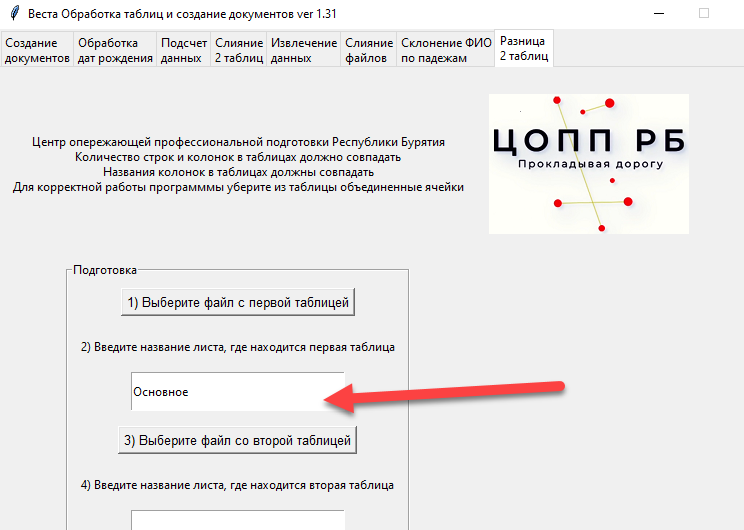 Веста Обработка таблиц и создание документов ver 1.31
Создание
документов
Обработка
дат рождения
Подсчет
данных
Слияние
2 таблиц
Извлечение
данных
Слияние
файлов
Склонение ФИО
по падежам
Разница
2 таблиц
Центр опережающей профессиональной подготовки Республики Бурятия
Количество строк и колонок в таблицах должно совпадать
Названия колонок в таблицах должны совпадать
Для корректной работы программмы уберите из таблицы объединенные ячейки
ЦОПП РБ
Прокладывая дорогу
Подготовка
1) Выберите файл с первой таблицей
2) Введите название листа, где находится первая таблица
Основное
3) Выберите файл со второй таблицей
4) Введите название листа, где находится вторая таблица